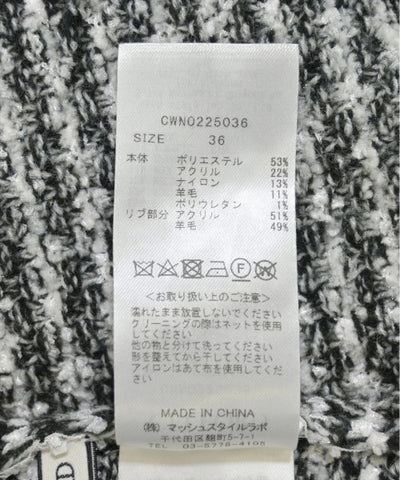 CWNO225036
SIZE 36
本体 ポリエステル 53%
アクリル 22%
ナイロン 13%
羊毛 11%
ポリウレタン 1%
リブ部分 アクリル 51%
羊毛 49%
<お取り扱い上のご注意>
濡れたまま放置しないでください
クリーニングの際はネットを使用
してください
他の物と分けて洗ってください
形を整えてから干してください
アイロンはあて布を使用して
ください
MADE IN CHINA
(株)マッシュスタイルラボ
千代田区麹町5-7-1
TEL 03-5778-4105
D